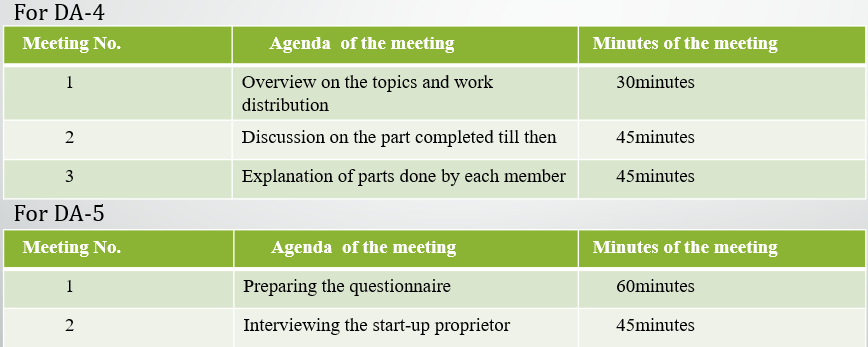 For DA-4
Meeting No. Agenda of the meeting Minutes of the meeting
1 Overview on the topics and work distribution 30minutes
2 Discussion on the part completed till then 45minutes
3 Explanation of parts done by each member 45minutes
For DA-5
Meeting No. Agenda of the meeting Minutes of the meeting
1 Preparing the questionnaire 60minutes
2 Interviewing the start-up proprietor 45minutes